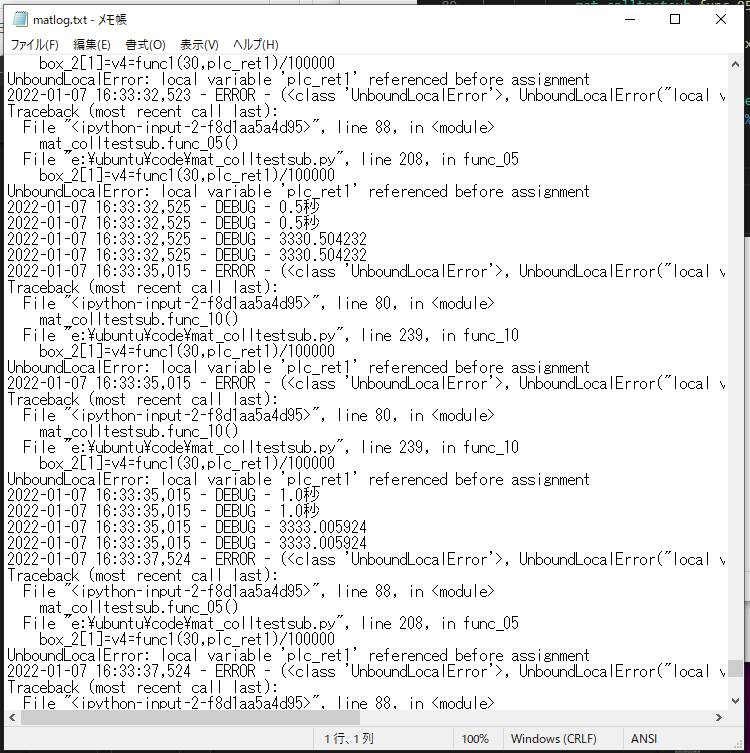 matlog.txt - メモ帳
ファイル(F) 編集(E) 書式(O) 表示(V) ヘルプ(H)
box_2[1]=v4=func1(30,plc_ret1)/100000
UnboundLocalError: local variable 'plc_ret1' referenced before assignment
2022-01-07 16:33:32,523 - ERROR - (<class 'UnboundLocalError'>, UnboundLocalError("local v
Traceback (most recent call last):
File "<ipython-input-2-f8d1aa5a4d95>", line 88, in <module>
mat_colltestsub.func_05()
File "e:¥ubuntu¥code¥mat_colltestsub.py", line 208, in func_05
box_2[1]=v4=func1(30,plc_ret1)/100000
UnboundLocalError: local variable 'plc_ret1' referenced before assignment
2022-01-07 16:33:32,525 - DEBUG - 0.5秒
2022-01-07 16:33:32,525 - DEBUG - 0.5秒
2022-01-07 16:33:32,525 - DEBUG - 3330.504232
2022-01-07 16:33:32,525 - DEBUG - 3330.504232
2022-01-07 16:33:35,015 - ERROR - (<class 'UnboundLocalError'>, UnboundLocalError("local v
Traceback (most recent call last):
File "<ipython-input-2-f8d1aa5a4d95>", line 80, in <module>
mat_colltestsub.func_10()
File "e:¥ubuntu¥code¥mat_colltestsub.py", line 239, in func_10
box_2[1]=v4=func1(30,plc_ret1)/100000
UnboundLocalError: local variable 'plc_ret1' referenced before assignment
2022-01-07 16:33:35,015 - ERROR - (<class 'UnboundLocalError'>, UnboundLocalError("local v
Traceback (most recent call last):
File "<ipython-input-2-f8d1aa5a4d95>", line 80, in <module>
mat_colltestsub.func_10()
File "e:¥ubuntu¥code¥mat_colltestsub.py", line 239, in func_10
box_2[1]=v4=func1(30,plc_ret1)/100000
UnboundLocalError: local variable 'plc_ret1' referenced before assignment
2022-01-07 16:33:35,015 - DEBUG - 1.0秒
2022-01-07 16:33:35,015 - DEBUG - 1.0秒
2022-01-07 16:33:35,015 - DEBUG - 3333.005924
2022-01-07 16:33:35,015 - DEBUG - 3333.005924
2022-01-07 16:33:37,524 - ERROR - (<class 'UnboundLocalError'>, UnboundLocalError("local v
Traceback (most recent call last):
File "<ipython-input-2-f8d1aa5a4d95>", line 88, in <module>
mat_colltestsub.func_05()
File "e:¥ubuntu¥code¥mat_colltestsub.py", line 208, in func_05
box_2[1]=v4=func1(30,plc_ret1)/100000
UnboundLocalError: local variable 'plc_ret1' referenced before assignment
2022-01-07 16:33:37,524 - ERROR - (<class 'UnboundLocalError'>, UnboundLocalError("local v
Traceback (most recent call last):
File "<ipython-input-2-f8d1aa5a4d95>", line 88, in <module>
1 行、1 列 100% Windows (CRLF) ANSI